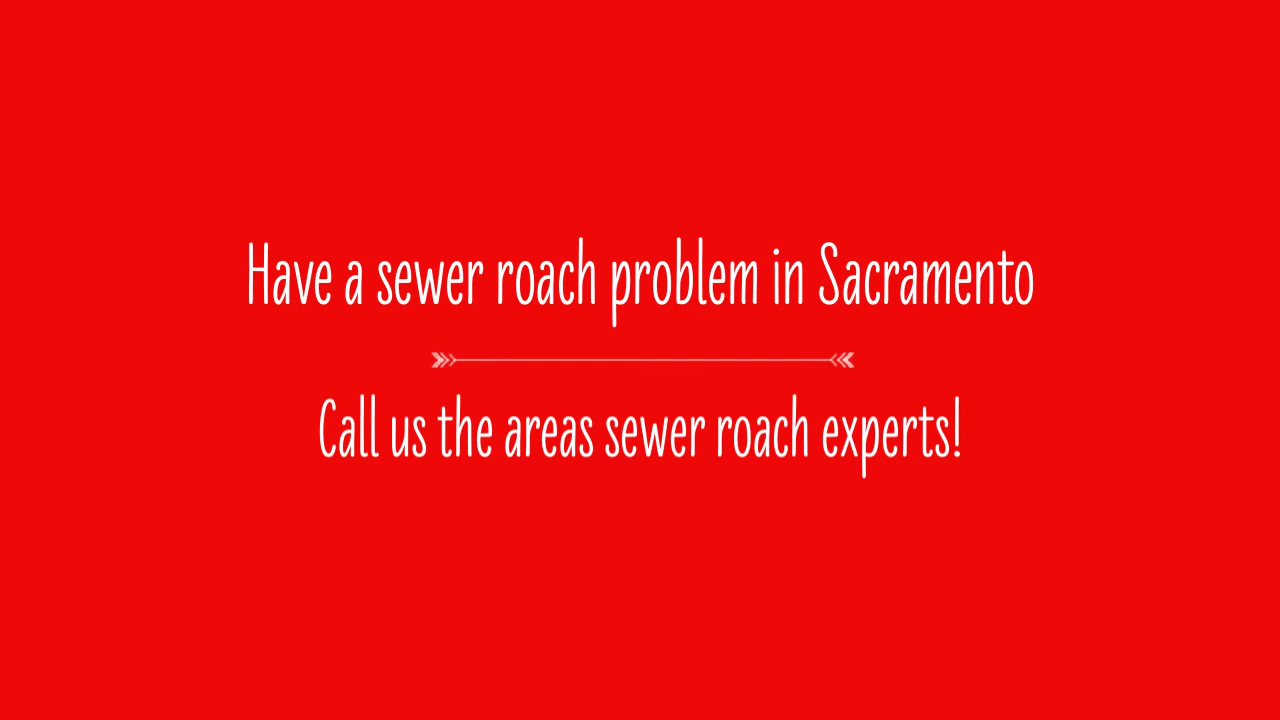 Have a sewer roach problem in Sacramento
Call us the areas sewer roach experts!